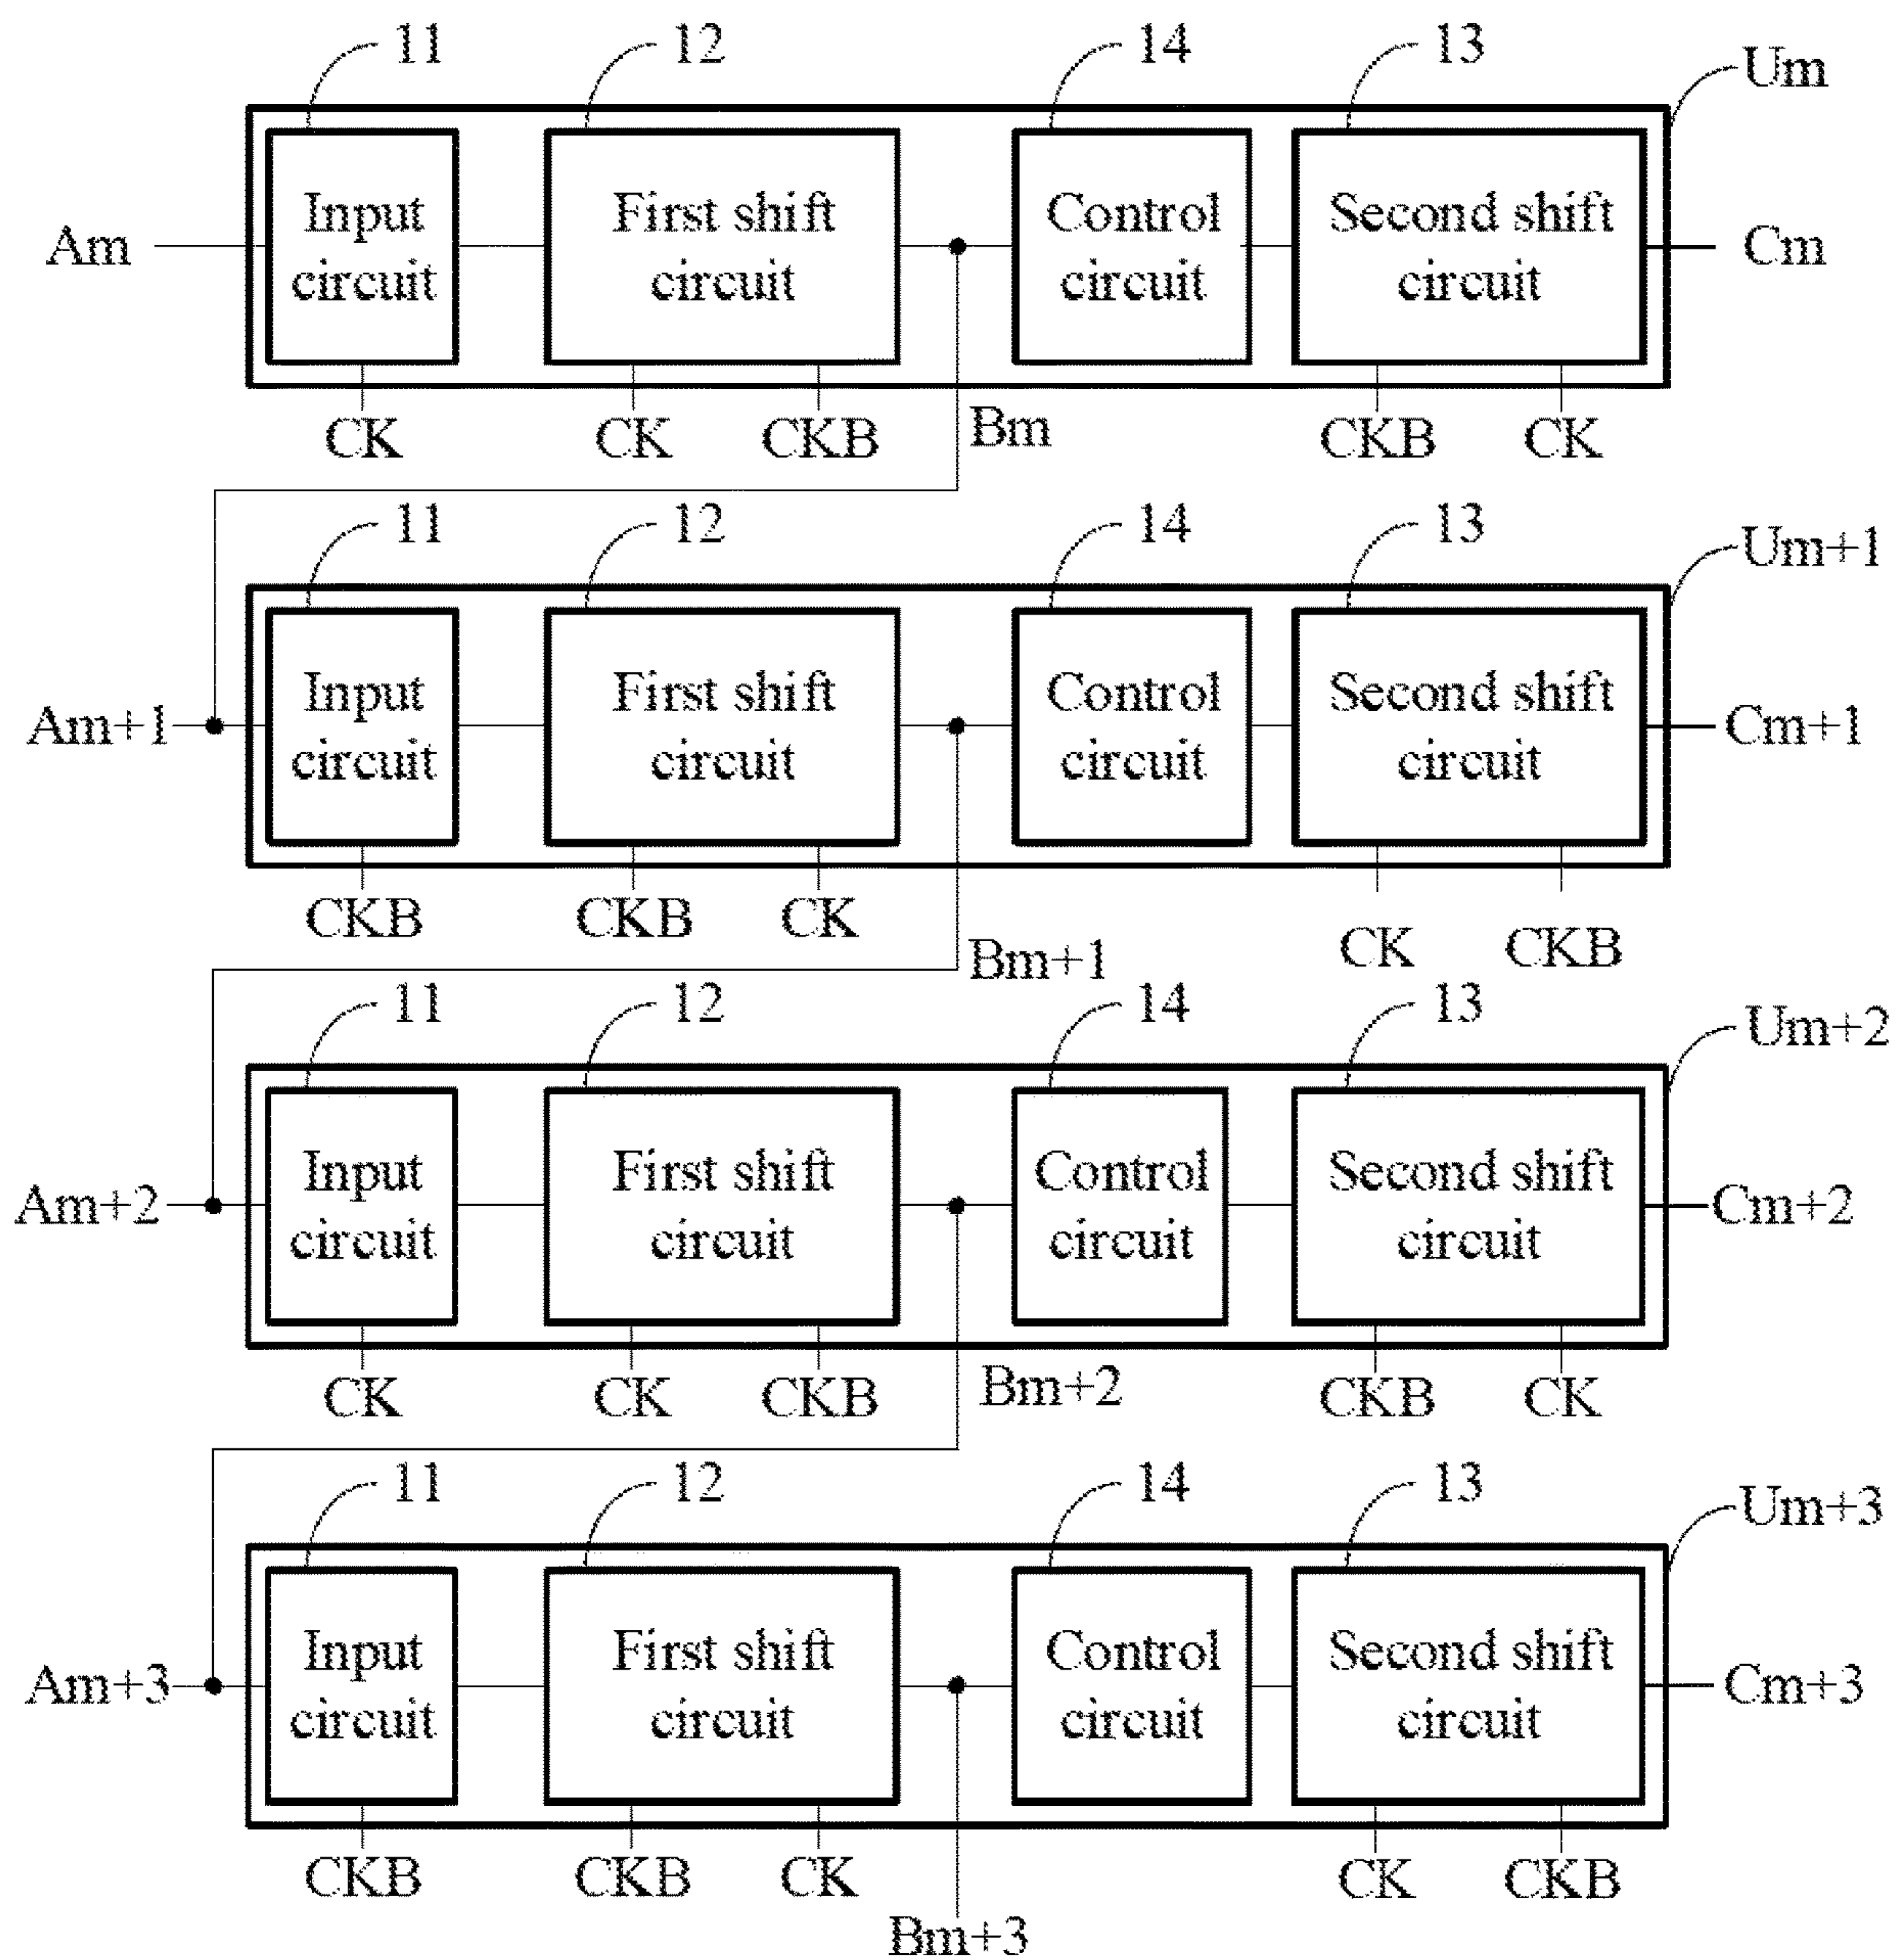 11 12 14 13 Um
Am
Input circuit
First shift circuit
Control circuit
Second shift circuit
Cm
CK CK CKB Bm CKB CK
11 12 14 13 Um+1
Am+1
Input circuit
First shift circuit
Control circuit
Second shift circuit
Cm+1
CKB CKB CK CK CKB
Bm+1
11 12 14 13 Um+2
Am+2
Input circuit
First shift circuit
Control circuit
Second shift circuit
Cm+2
CK CK CKB Bm+2 CKB CK
11 12 14 13 Um+3
Am+3
Input circuit
First shift circuit
Control circuit
Second shift circuit
Cm+3
CKB CKB CK CK CKB
Bm+3